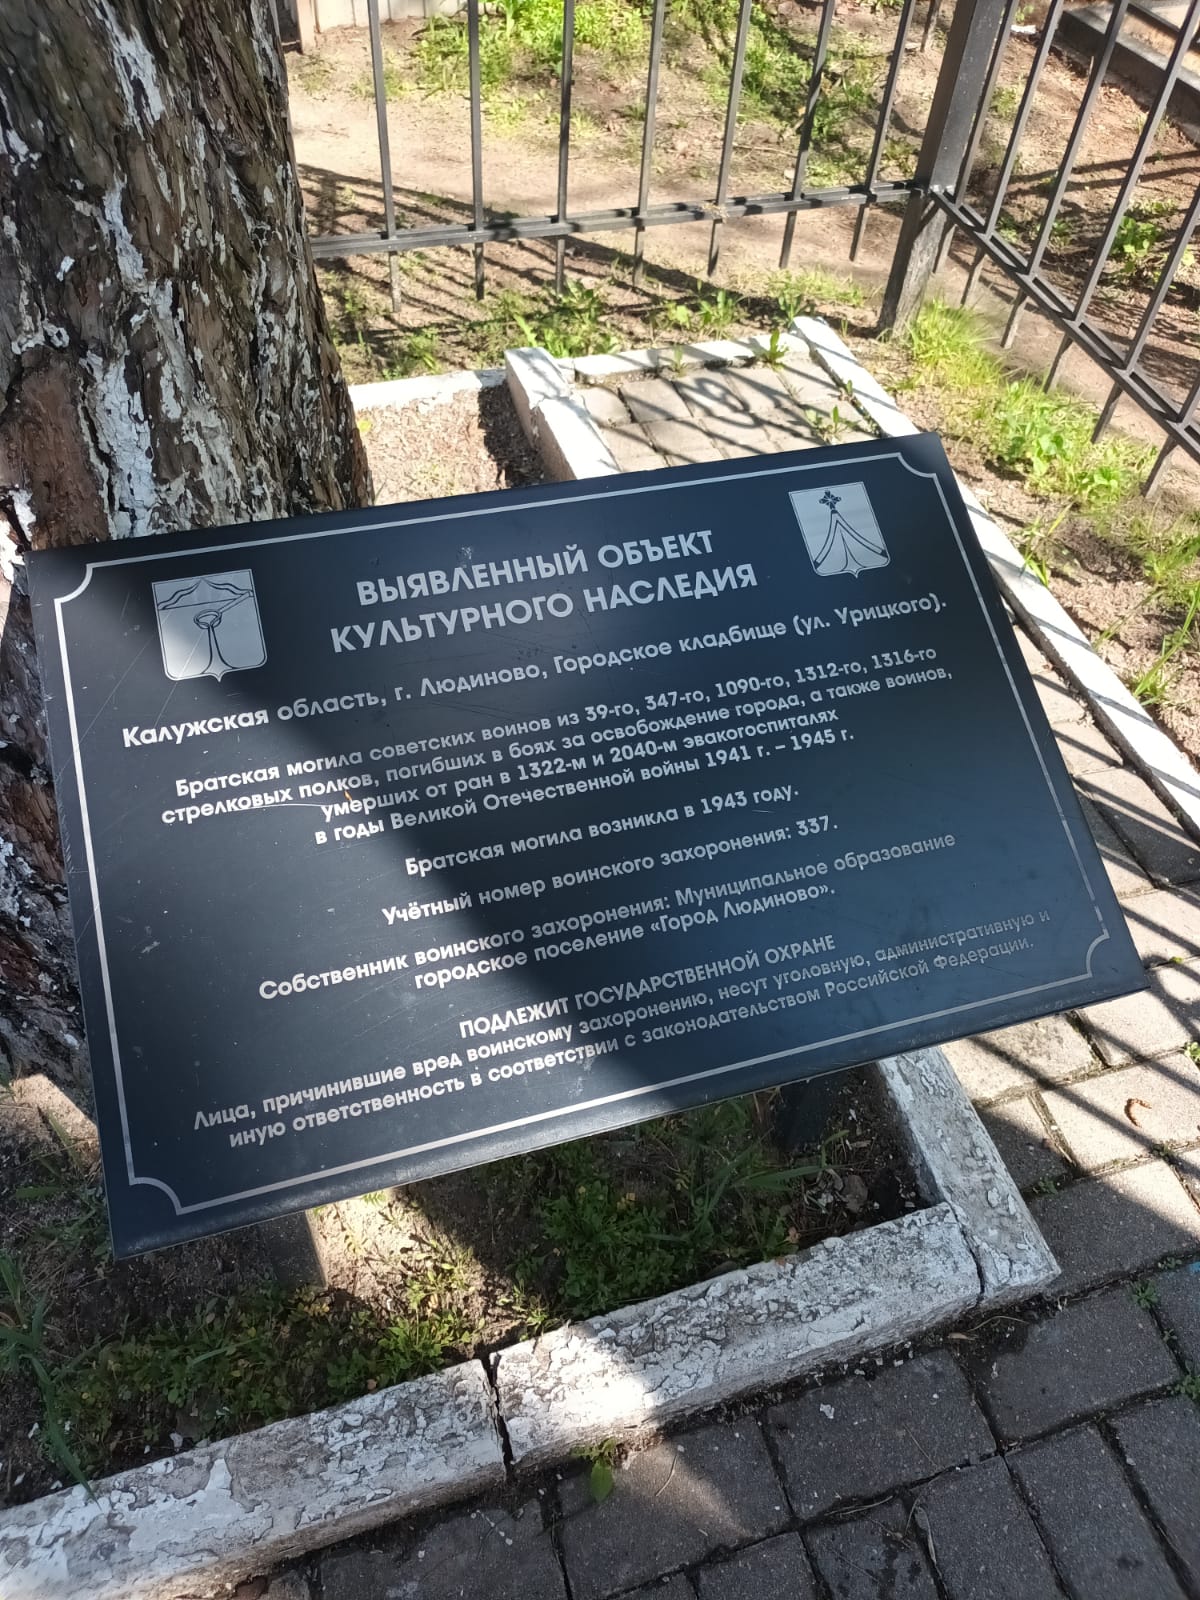 ВЫЯВЛЕННЫЙ ОБЪЕКТ
КУЛЬТУРНОГО НАСЛЕДИЯ
Калужская область, г. Людиново, Городское кладбище (ул. Урицкого).
Братская могила советских воинов из 39-го, 347-го, 1090-го, 1312-го, 1316-го
стрелковых полков, погибших в боях за освобождение города, а также воинов,
умерших от ран в 1322-м и 2040-м эвакогоспиталях
в годы Великой Отечественной войны 1941 г. – 1945 г.
Братская могила возникла в 1943 году.
Учётный номер воинского захоронения: 337.
Собственник воинского захоронения: Муниципальное образование
городское поселение «Город Людиново».
ПОДЛЕЖИТ ГОСУДАРСТВЕННОЙ ОХРАНЕ
Лица, причинившие вред воинскому захоронению, несут уголовную, административную и
иную ответственность в соответствии с законодательством Российской Федерации.